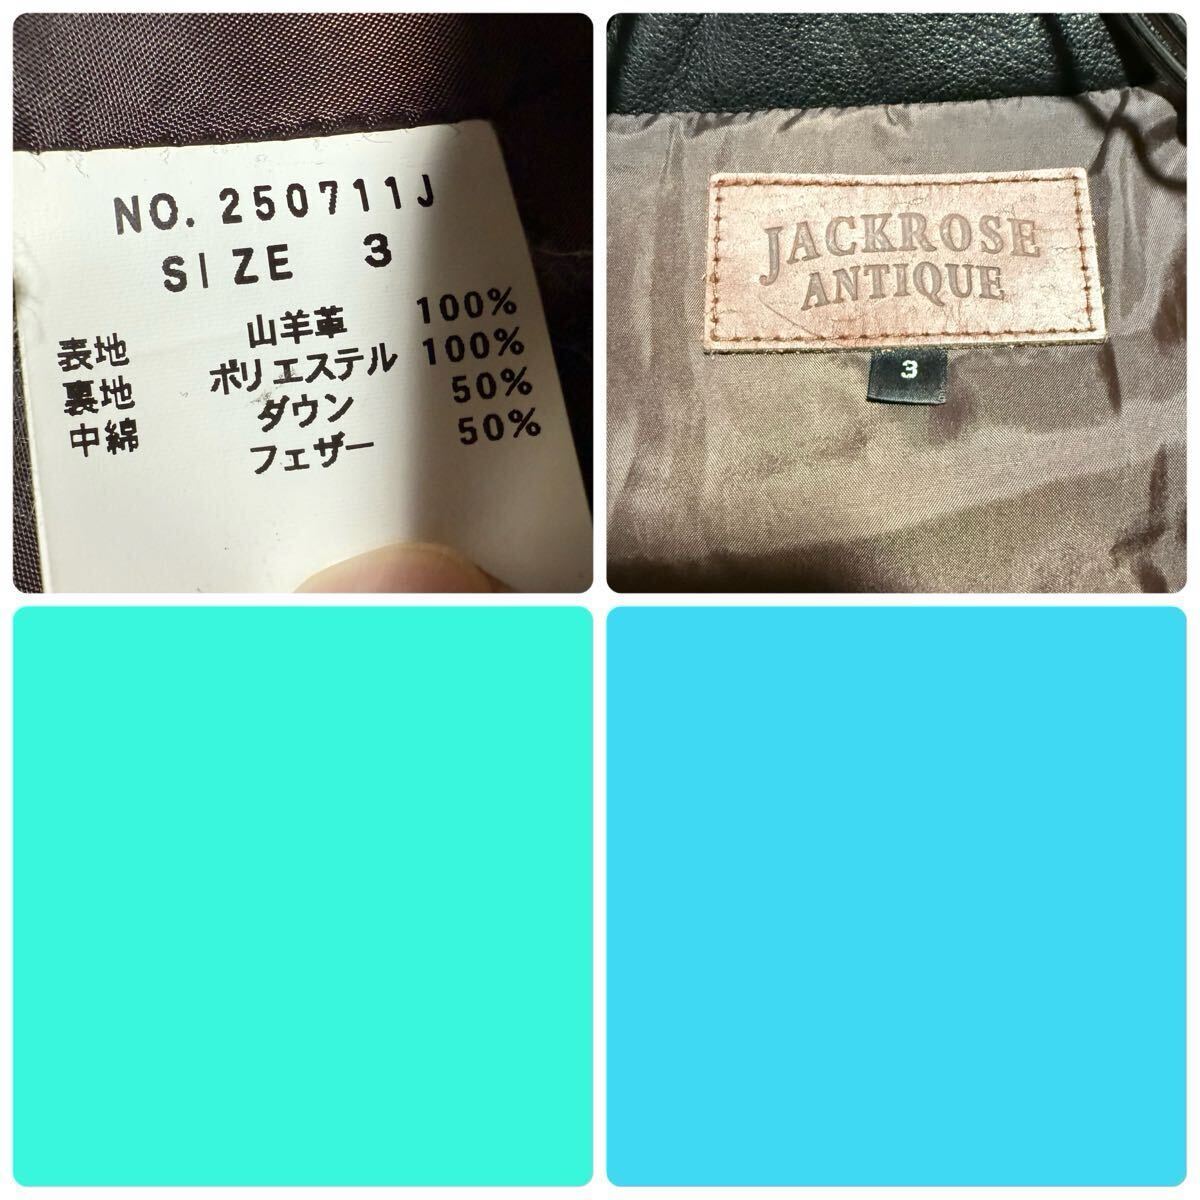 NO. 250711J
SIZE 3
表地 山羊革 100%
裏地 ポリエステル 100%
中綿 ダウン 50%
フェザー 50%
JACKROSE
ANTIQUE
3